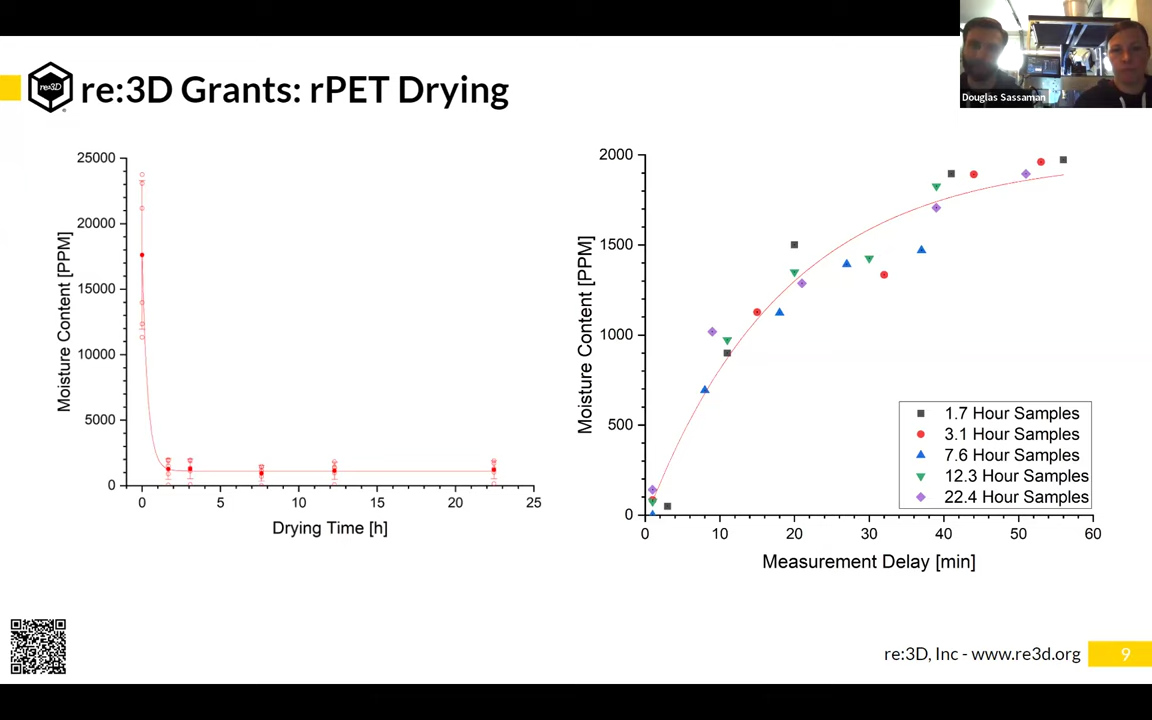 Douglas Sassaman
re:3D
re:3D Grants: rPET Drying
25000
20000
15000
10000
5000
0
Moisture Content [PPM]
0 5 10 15 20 25
Drying Time [h]
2000
1500
1000
500
0
Moisture Content [PPM]
1.7 Hour Samples
3.1 Hour Samples
7.6 Hour Samples
12.3 Hour Samples
22.4 Hour Samples
0 10 20 30 40 50 60
Measurement Delay [min]
re:3D, Inc - www.re3d.org
9